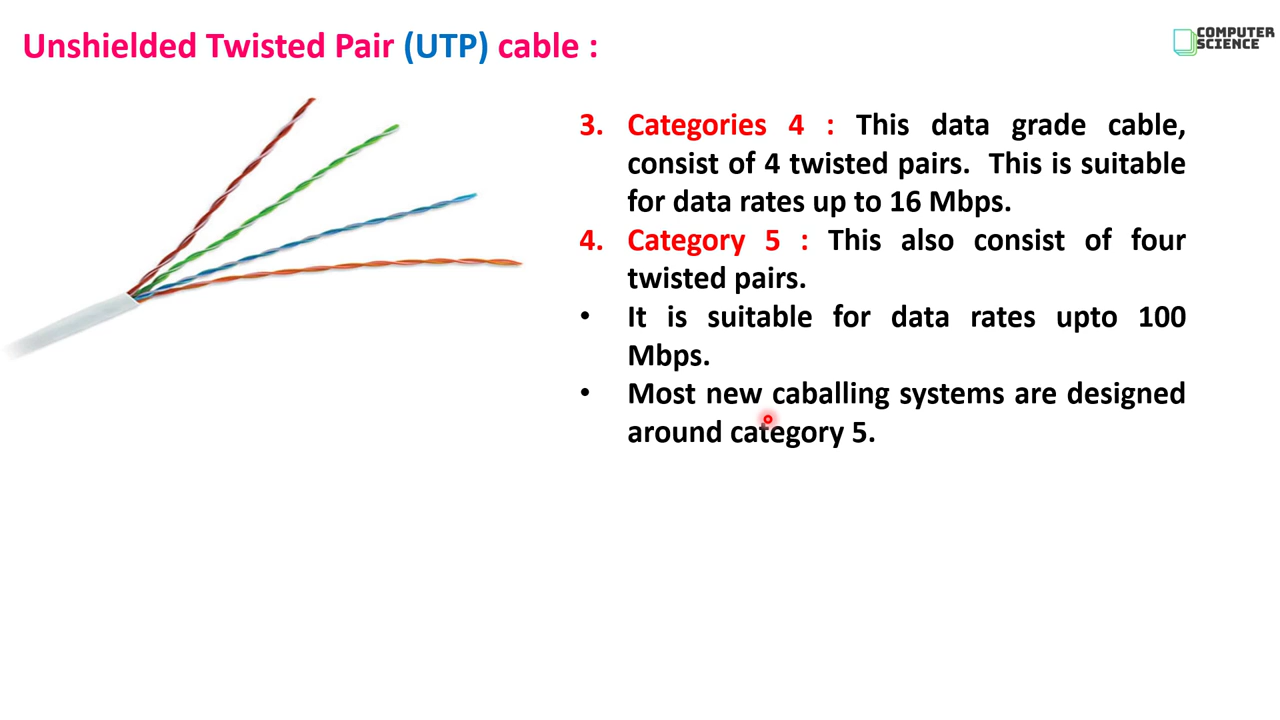 Unshielded Twisted Pair (UTP) cable :
COMPUTER
SCIENCE
3. Categories 4 : This data grade cable,
consist of 4 twisted pairs. This is suitable
for data rates up to 16 Mbps.
4. Category 5 : This also consist of four
twisted pairs.
• It is suitable for data rates upto 100
Mbps.
• Most new caballing systems are designed
around category 5.